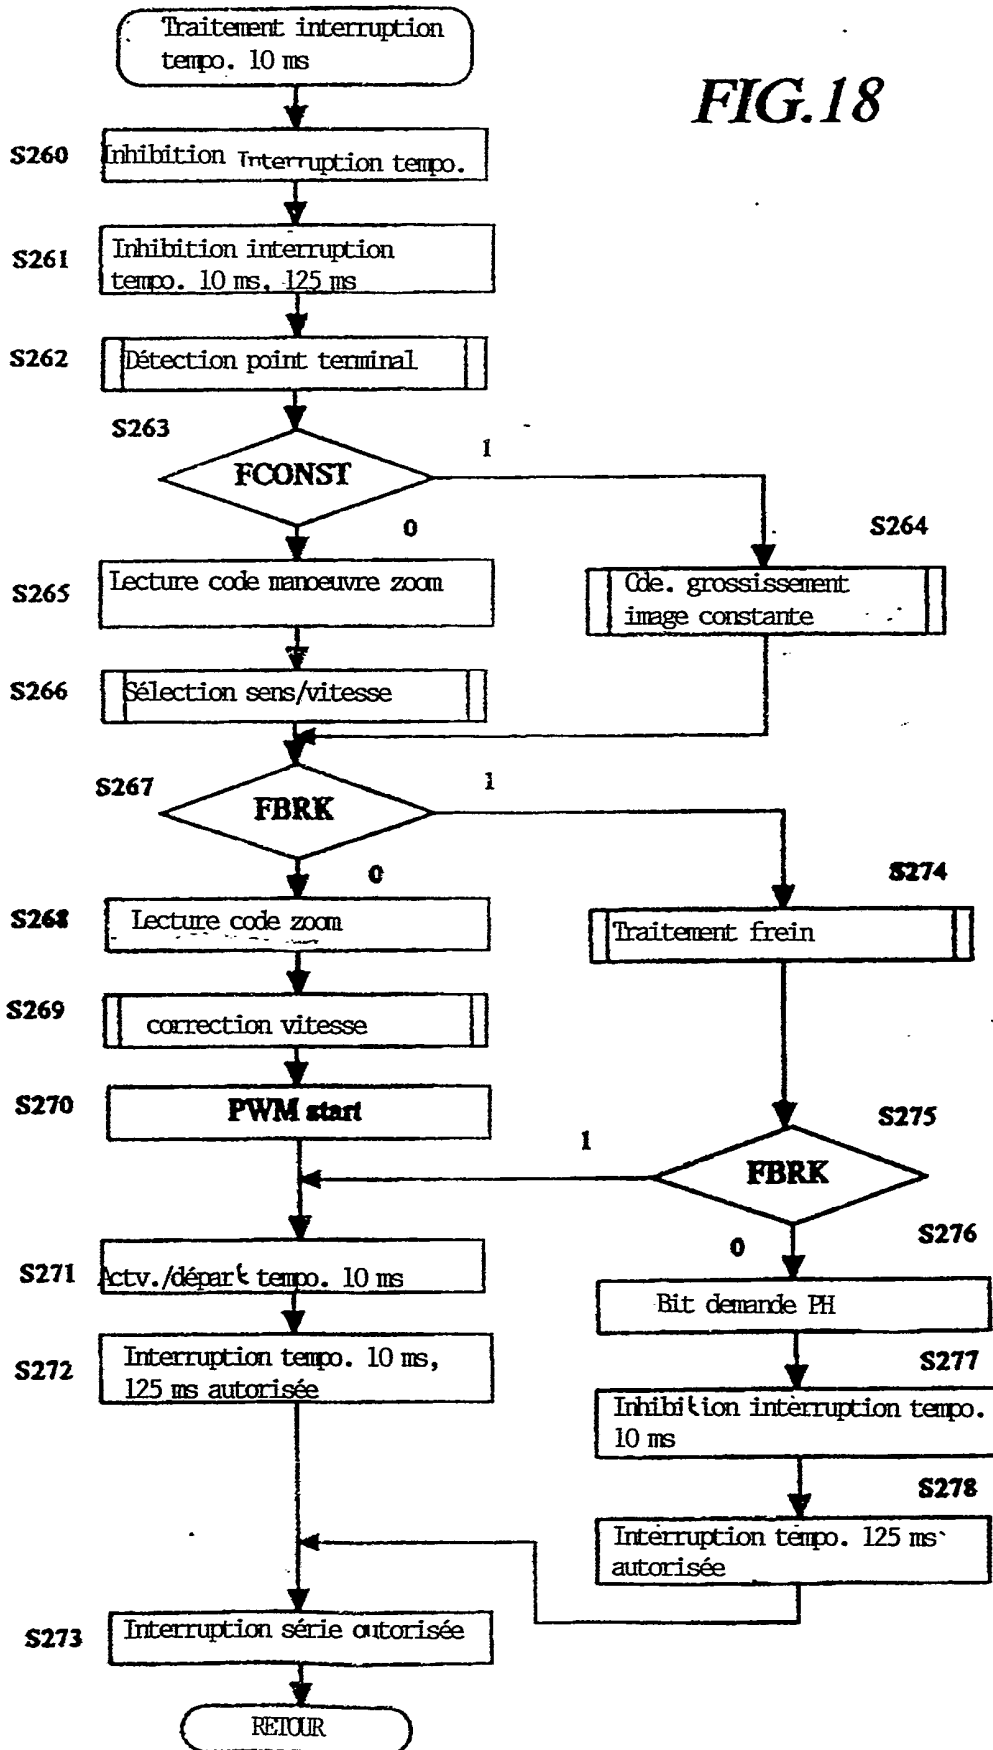 Traitement interruption
tempo. 10 ms
FIG.18
S260
Inhibition Interruption tempo.
S261
Inhibition interruption
tempo. 10 ms, 125 ms
S262
Détection point terminal
S263
FCONST
1
0
S264
Cde. grossissement
image constante
S265
Lecture code manoeuvre zoom
S266
Sélection sens/vitesse
S267
FBRK
1
0
S274
Traitement frein
S268
Lecture code zoom
S269
correction vitesse
S270
PWM start
S275
FBRK
1
0
S276
Bit demande PH
S271
Actv./départ tempo. 10 ms
S272
Interruption tempo. 10 ms,
125 ms autorisée
S277
Inhibition interruption tempo.
10 ms
S278
Interruption tempo. 125 ms
autorisée
S273
Interruption série autorisée
RETOUR